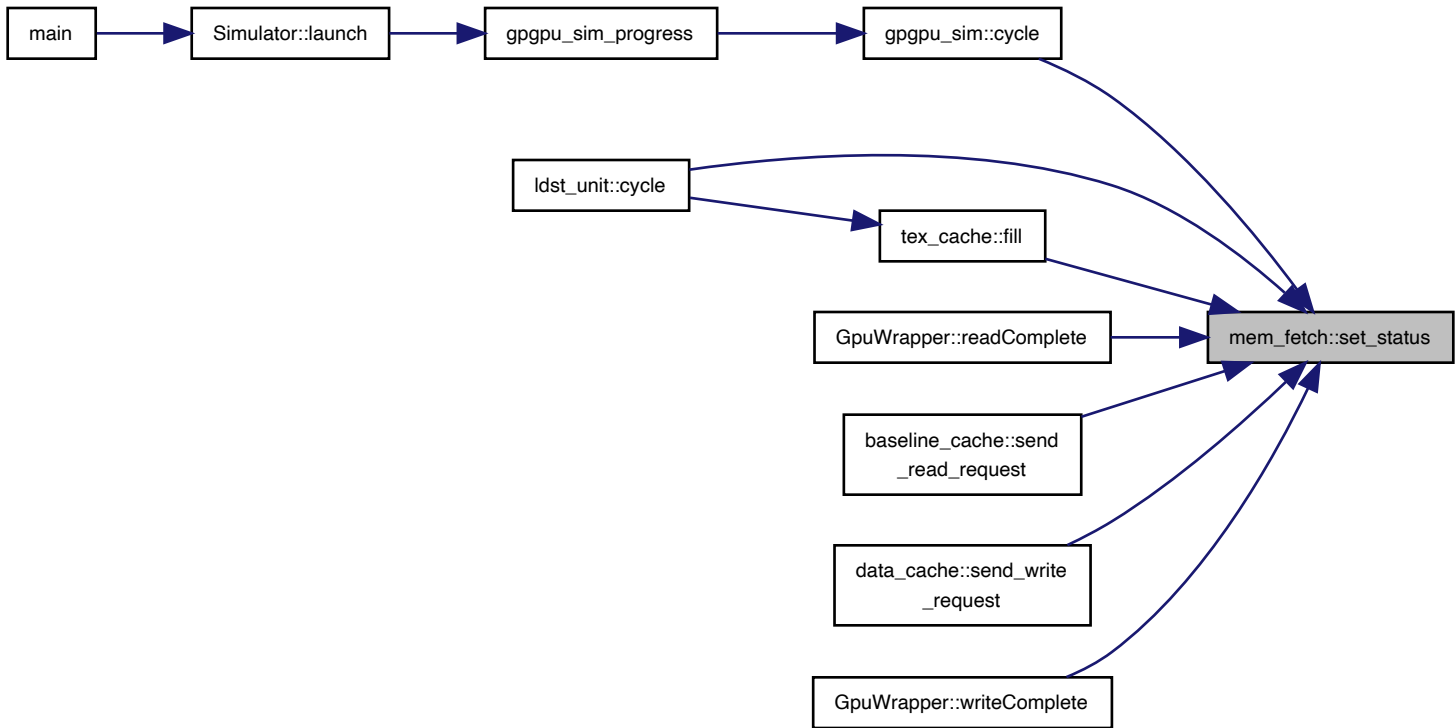 main
Simulator::launch
gpgpu_sim_progress
gpgpu_sim::cycle
ldst_unit::cycle
tex_cache::fill
mem_fetch::set_status
GpuWrapper::readComplete
baseline_cache::send
_read_request
data_cache::send_write
_request
GpuWrapper::writeComplete